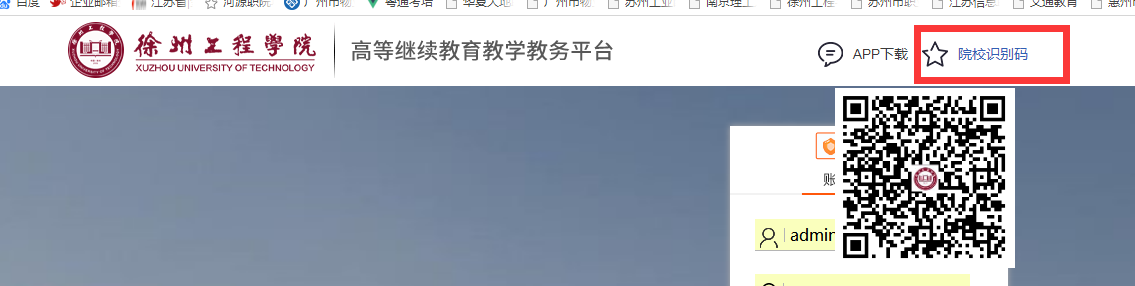 百度 企业邮箱 江苏省 河源职院 广州市物 粤通考培 华夏大地 广州市物 苏州工业 南京理工 徐州工程 苏州市职 江苏信息 交通教育 惠州
徐州工程學院
XUZHOU UNIVERSITY OF TECHNOLOGY
高等继续教育教学教务平台
APP下载 院校识别码
账
admin